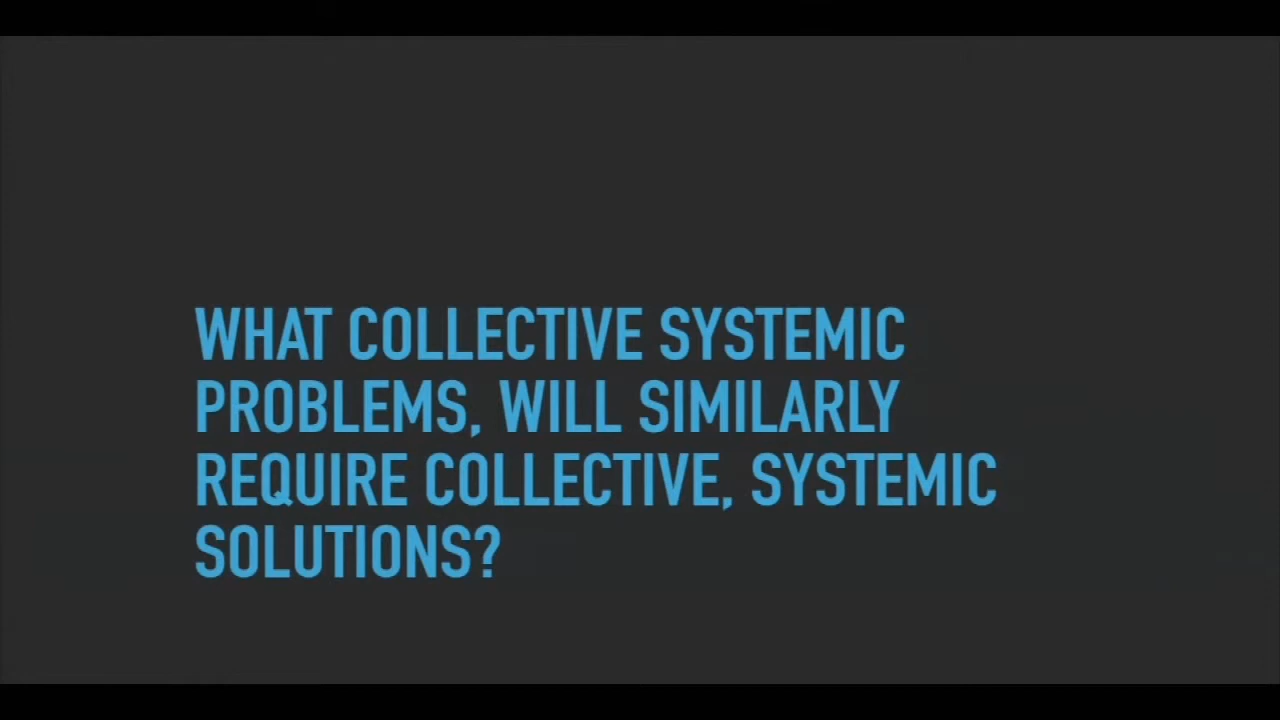 WHAT COLLECTIVE SYSTEMIC
PROBLEMS, WILL SIMILARLY
REQUIRE COLLECTIVE, SYSTEMIC
SOLUTIONS?